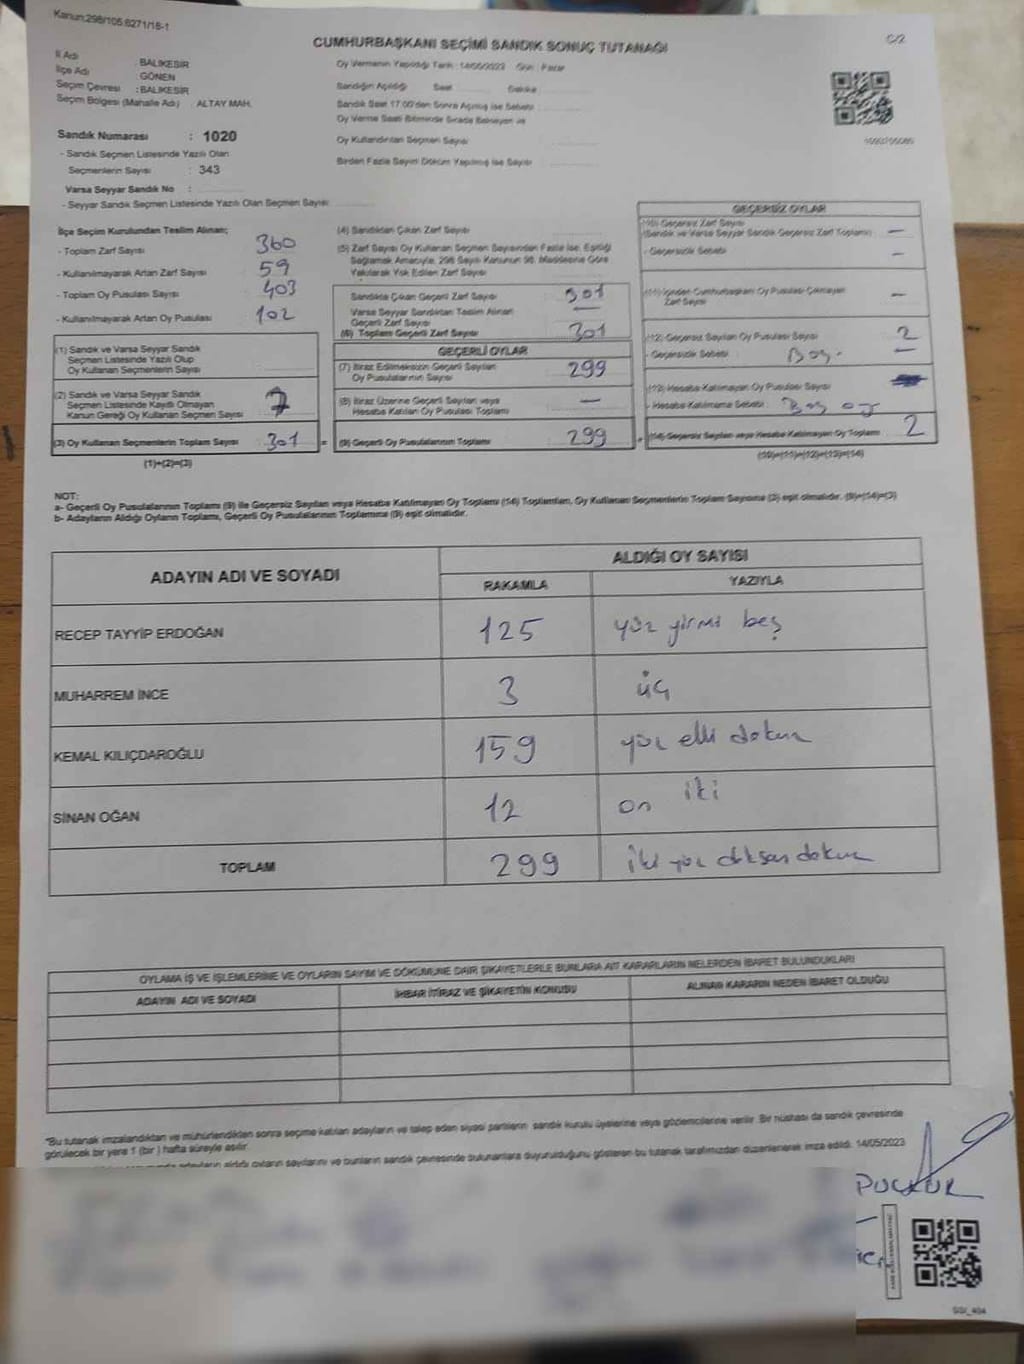 Kanun:298/105.6271/18-1
C/2
CUMHURBAŞKANI SEÇİMİ SANDIK SONUÇ TUTANAĞI
İl Adı : BALIKESİR
İlçe Adı : GÖNEN
Seçim Çevresi : BALIKESİR
Seçim Bölgesi (Mahalle Adı) : ALTAY MAH.
Sandık Numarası : 1020
- Sandık Seçmen Listesinde Yazılı Olan
Seçmenlerin Sayısı : 343
Varsa Seyyar Sandık No :
- Seyyar Sandık Seçmen Listesinde Yazılı Olan Seçmen Sayısı
Oy Vermenin Yapıldığı Tarih : 14/05/2023 Gün : Pazar
Sandığın Açıldığı Saat Dakika
Sandık Saat 17:00'den Sonra Açılmış İse Sebebi
Oy Verme Saati Bitiminde Sırada Bekleyen ve
Oy Kullandırılan Seçmen Sayısı
Birden Fazla Sayım Döküm Yapılmış İse Sayısı
İlçe Seçim Kurulundan Teslim Alınan;
- Toplam Zarf Sayısı 360
- Kullanılmayarak Artan Zarf Sayısı 59
- Toplam Oy Pusulası Sayısı 403
- Kullanılmayarak Artan Oy Pusulası 102
(1) Sandık ve Varsa Seyyar Sandık
Seçmen Listesinde Yazılı Olup
Oy Kullanan Seçmenlerin Sayısı
(2) Sandık ve Varsa Seyyar Sandık
Seçmen Listesinde Kayıtlı Olmayan
Kanun Gereği Oy Kullanan Seçmen Sayısı
(3) Oy Kullanan Seçmenlerin Toplam Sayısı 301 =
(1)+(2)=(3)
(4) Sandıktan Çıkan Zarf Sayısı
(5) Zarf Sayısı Oy Kullanan Seçmen Sayısından Fazla İse, Eşitliği
Sağlamak Amacıyla, 298 Sayılı Kanunun 98. Maddesine Göre
Yakılarak Yok Edilen Zarf Sayısı
Sandıkta Çıkan Geçerli Zarf Sayısı 301
Varsa Seyyar Sandıktan Teslim Alınan
Geçerli Zarf Sayısı —
(6) Toplam Geçerli Zarf Sayısı 301
GEÇERLİ OYLAR
(7) İtiraz Edilmeksizin Geçerli Sayılan
Oy Pusulalarının Sayısı 299
(8) İtiraz Üzerine Geçerli Sayılan veya
Hesaba Katılan Oy Pusulası Toplamı —
(9) Geçerli Oy Pusulalarının Toplamı 299 +
GEÇERSİZ OYLAR
(10) Geçersiz Zarf Sayısı
(Sandık ve Varsa Seyyar Sandık Geçersiz Zarf Toplamı) —
- Geçersizlik Sebebi —
(11) İçinden Cumhurbaşkanı Oy Pusulası Çıkmayan
Zarf Sayısı —
(12) Geçersiz Sayılan Oy Pusulası Sayısı 2
- Geçersizlik Sebebi : Boş. —
(13) Hesaba Katılmayan Oy Pusulası Sayısı
- Hesaba Katılmama Sebebi : Boş oy
(14) Geçersiz Sayılan veya Hesaba Katılmayan Oy Toplamı 2
(10)+(11)+(12)+(13)=(14)
NOT:
a- Geçerli Oy Pusulalarının Toplamı (9) ile Geçersiz Sayılan veya Hesaba Katılmayan Oy Toplamı (14) Toplamları, Oy Kullanan Seçmenlerin Toplam Sayısına (3) eşit olmalıdır. (9)+(14)=(3)
b- Adayların Aldığı Oyların Toplamı, Geçerli Oy Pusulalarının Toplamına (9) eşit olmalıdır.
ADAYIN ADI VE SOYADI
ALDIĞI OY SAYISI
RAKAMLA YAZIYLA
RECEP TAYYİP ERDOĞAN 125 yüz yirmi beş
MUHARREM İNCE 3 üç
KEMAL KILIÇDAROĞLU 159 yüz elli dokuz
SİNAN OĞAN 12 on iki
TOPLAM 299 iki yüz doksan dokuz
OYLAMA İŞ VE İŞLEMLERİNE VE OYLARIN SAYIM VE DÖKÜMÜNE DAİR ŞİKAYETLERLE BUNLARA AİT KARARLARIN NELERDEN İBARET BULUNDUKLARI
ADAYIN ADI VE SOYADI İHBAR İTİRAZ VE ŞİKAYETİN KONUSU ALINAN KARARIN NEDEN İBARET OLDUĞU
"Bu tutanak imzalandıktan ve mühürlendikten sonra seçime katılan adayların ve talep eden siyasi partilerin sandık kurulu üyelerine veya gözlemcilerine verilir. Bir nüshası da sandık çevresinde
görülecek bir yere 1 (bir ) hafta süreyle asılır.
adayların aldığı oyların sayılarını ve bunların sandık çevresinde bulunanlara duyurulduğunu gösteren bu tutanak tarafımızdan düzenlenerek imza edildi. 14/05/2023